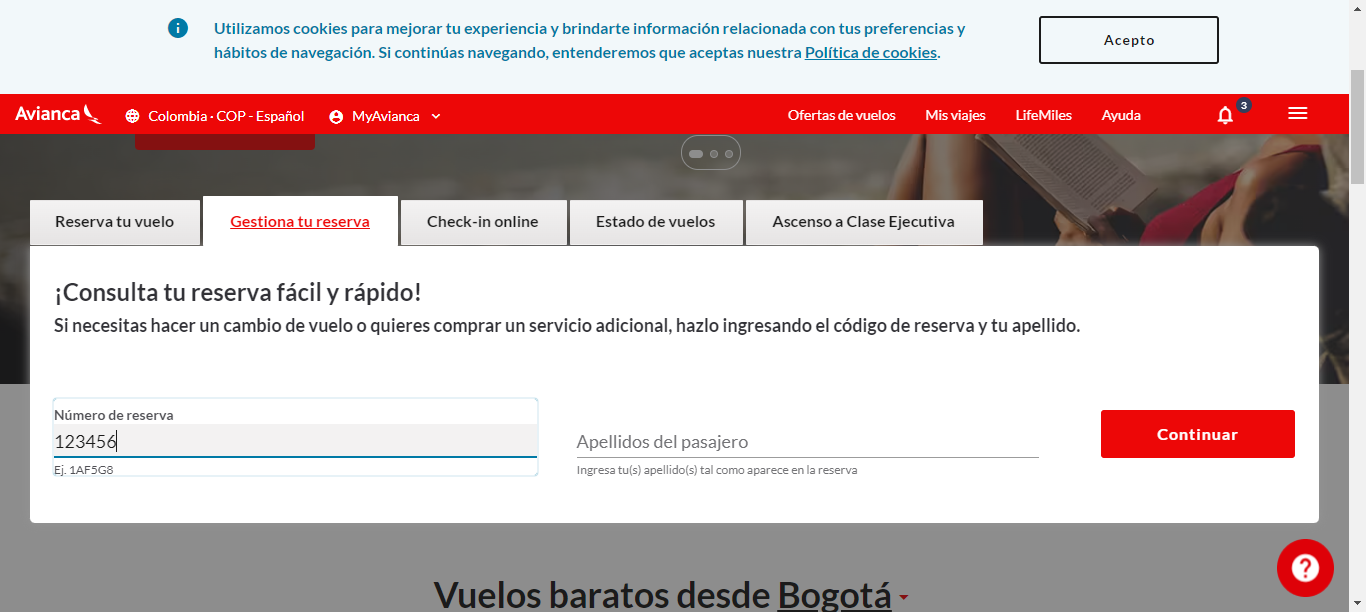 Utilizamos cookies para mejorar tu experiencia y brindarte información relacionada con tus preferencias y
hábitos de navegación. Si continúas navegando, entenderemos que aceptas nuestra Política de cookies.
Acepto
Avianca
Colombia · COP - Español
MyAvianca
Ofertas de vuelos
Mis viajes
LifeMiles
Ayuda
3
Reserva tu vuelo
Gestiona tu reserva
Check-in online
Estado de vuelos
Ascenso a Clase Ejecutiva
¡Consulta tu reserva fácil y rápido!
Si necesitas hacer un cambio de vuelo o quieres comprar un servicio adicional, hazlo ingresando el código de reserva y tu apellido.
Número de reserva
123456
Ej. 1AF5G8
Apellidos del pasajero
Ingresa tu(s) apellido(s) tal como aparece en la reserva
Continuar
Vuelos baratos desde Bogotá